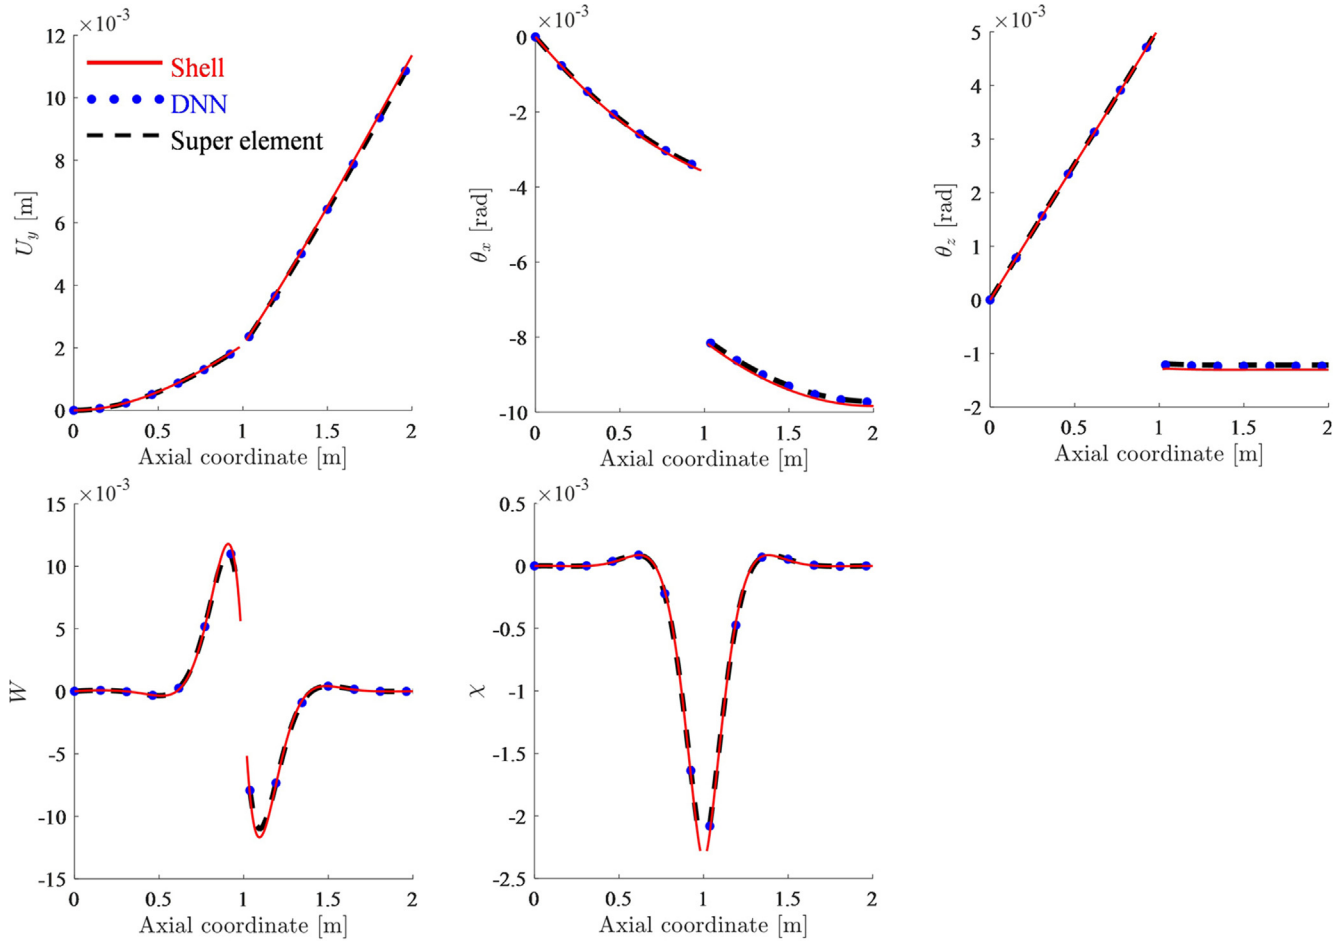 ×10⁻³
12
10
8
6
4
2
0
0 0.5 1 1.5 2
Axial coordinate [m]
U_y [m]
Shell
DNN
Super element
×10⁻³
0
-2
-4
-6
-8
-10
0 0.5 1 1.5 2
Axial coordinate [m]
θ_x [rad]
×10⁻³
5
4
3
2
1
0
-1
-2
0 0.5 1 1.5 2
Axial coordinate [m]
θ_z [rad]
×10⁻³
15
10
5
0
-5
-10
-15
0 0.5 1 1.5 2
Axial coordinate [m]
W
×10⁻³
0.5
0
-0.5
-1
-1.5
-2
-2.5
0 0.5 1 1.5 2
Axial coordinate [m]
χ